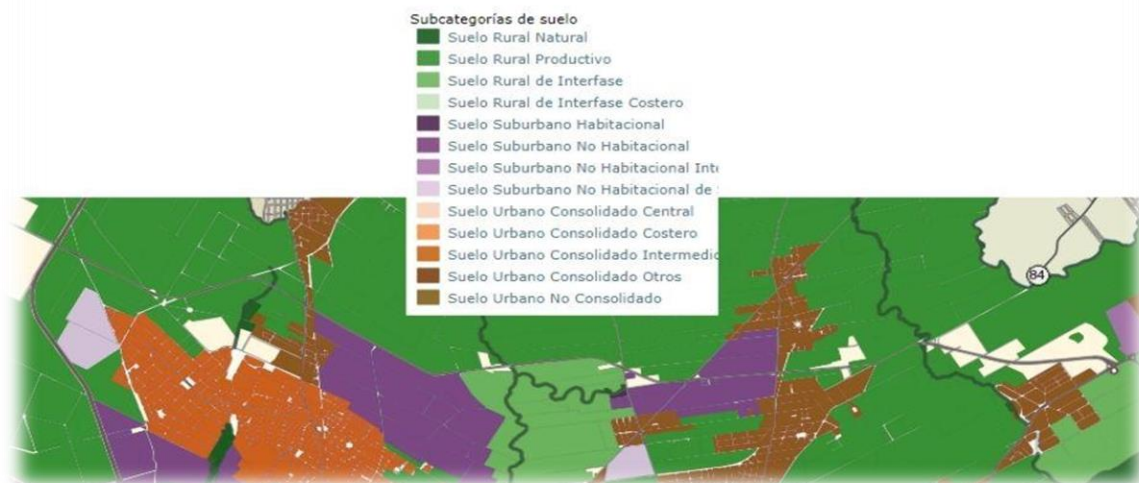 Subcategorías de suelo
Suelo Rural Natural
Suelo Rural Productivo
Suelo Rural de Interfase
Suelo Rural de Interfase Costero
Suelo Suburbano Habitacional
Suelo Suburbano No Habitacional
Suelo Suburbano No Habitacional Int
Suelo Suburbano No Habitacional de
Suelo Urbano Consolidado Central
Suelo Urbano Consolidado Costero
Suelo Urbano Consolidado Intermedio
Suelo Urbano Consolidado Otros
Suelo Urbano No Consolidado
84